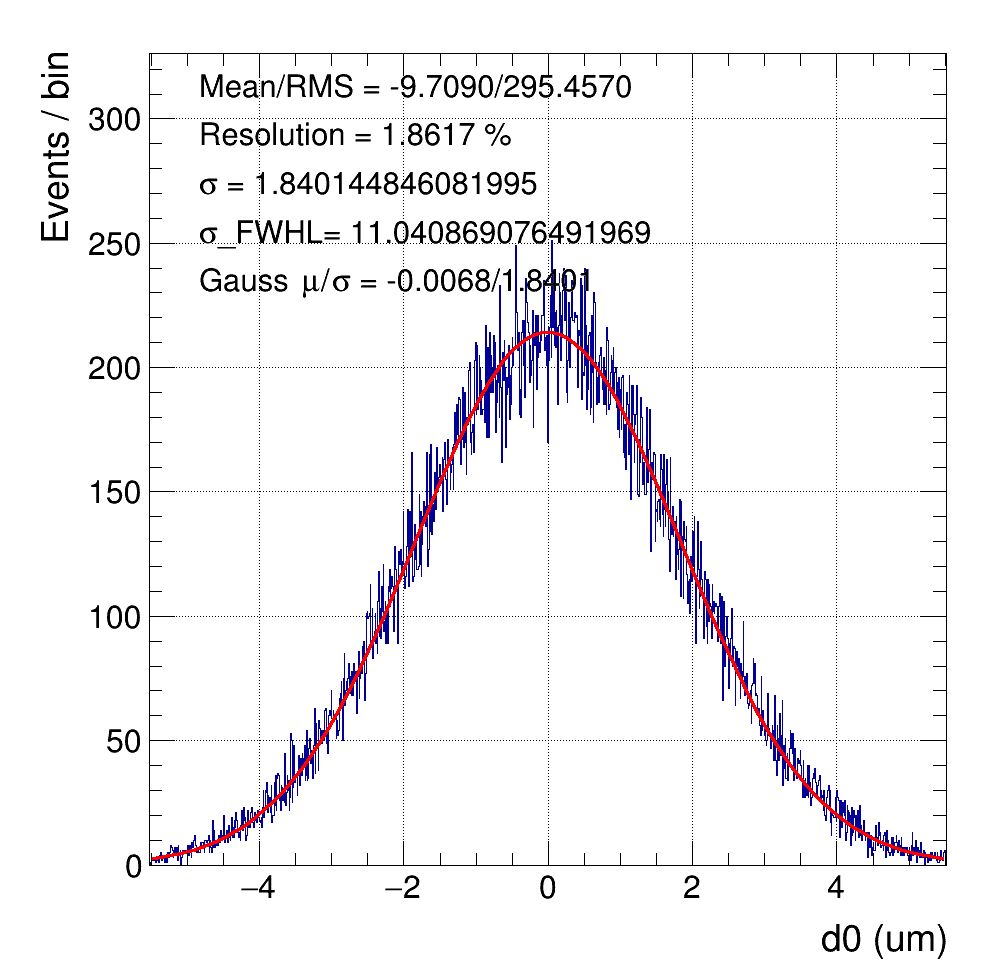 Events / bin
Mean/RMS = -9.7090/295.4570
Resolution = 1.8617 %
σ = 1.840144846081995
σ_FWHL= 11.040869076491969
Gauss μ/σ = -0.0068/1.8401
300
250
200
150
100
50
0
−4 −2 0 2 4
d0 (um)